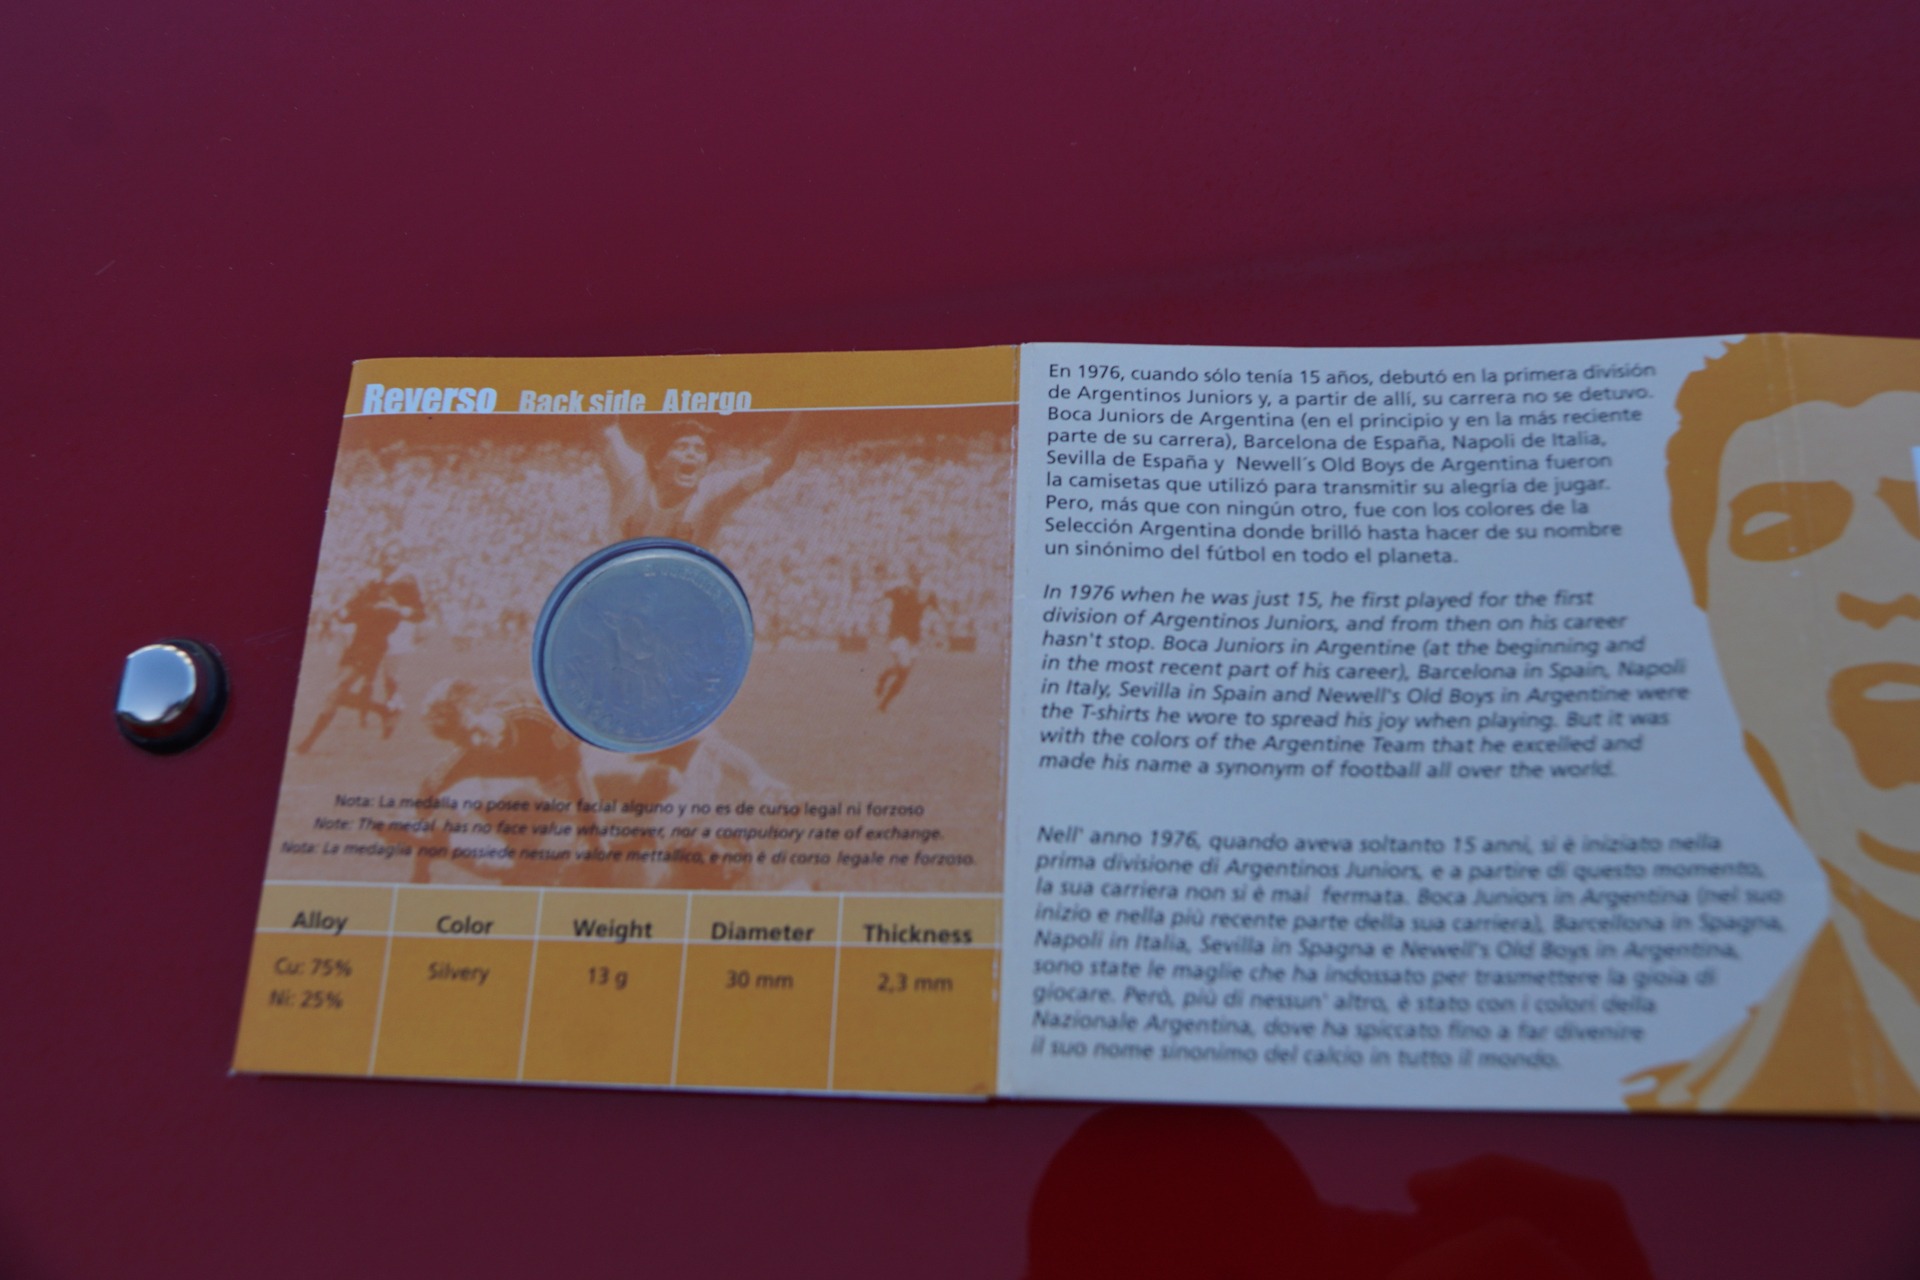 Reverso Back side Atergo
Nota: La medalla no posee valor facial alguno y no es de curso legal ni forzoso
Note: The medal has no face value whatsoever, nor a compulsory rate of exchange.
Nota: La medaglia non possiede nessun valore mettallico, e non è di corso legale ne forzoso.
Alloy Color Weight Diameter Thickness
Cu: 75% Silvery 13 g 30 mm 2,3 mm
Ni: 25%
En 1976, cuando sólo tenía 15 años, debutó en la primera división
de Argentinos Juniors y, a partir de allí, su carrera no se detuvo.
Boca Juniors de Argentina (en el principio y en la más reciente
parte de su carrera), Barcelona de España, Napoli de Italia,
Sevilla de España y Newell´s Old Boys de Argentina fueron
la camisetas que utilizó para transmitir su alegría de jugar.
Pero, más que con ningún otro, fue con los colores de la
Selección Argentina donde brilló hasta hacer de su nombre
un sinónimo del fútbol en todo el planeta.
In 1976 when he was just 15, he first played for the first
division of Argentinos Juniors, and from then on his career
hasn't stop. Boca Juniors in Argentine (at the beginning and
in the most recent part of his career), Barcelona in Spain, Napoli
in Italy, Sevilla in Spain and Newell's Old Boys in Argentine were
the T-shirts he wore to spread his joy when playing. But it was
with the colors of the Argentine Team that he excelled and
made his name a synonym of football all over the world.
Nell' anno 1976, quando aveva soltanto 15 anni, si è iniziato nella
prima divisione di Argentinos Juniors, e a partire di questo momento,
la sua carriera non si è mai fermata. Boca Juniors in Argentina (nel suo
inizio e nella più recente parte della sua carriera), Barcellona in Spagna,
Napoli in Italia, Sevilla in Spagna e Newell's Old Boys in Argentina,
sono state le maglie che ha indossato per trasmettere la gioia di
giocare. Però, più di nessun' altro, è stato con i colori della
Nazionale Argentina, dove ha spiccato fino a far divenire
il suo nome sinonimo del calcio in tutto il mondo.